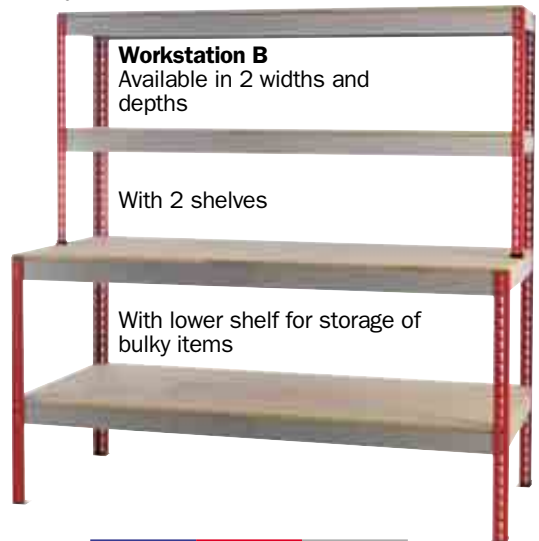 Workstation B
Available in 2 widths and
depths
With 2 shelves
With lower shelf for storage of
bulky items